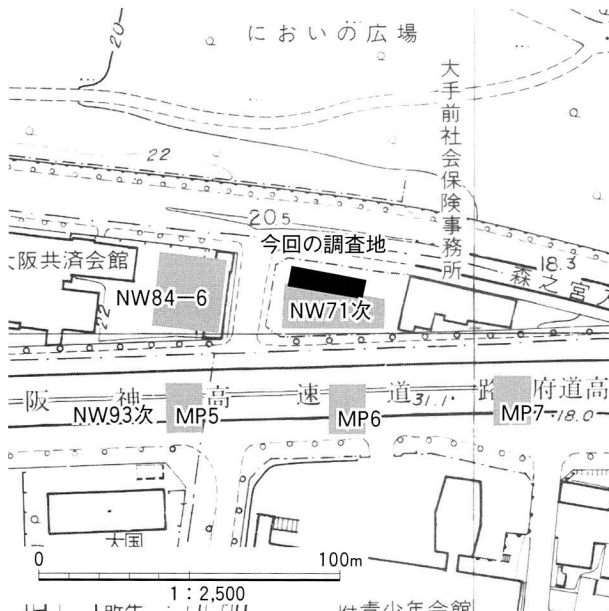 20
においの広場
大手前社会保険事務所
22
20.5
今回の調査地
18.3
大阪共済会館
森之宮
NW84－6
NW71次
22
阪神高速道路
府道高
31.1
NW93次
MP5
MP6
MP7
18.0
大国
0
100m
1：2,500
青少年会館